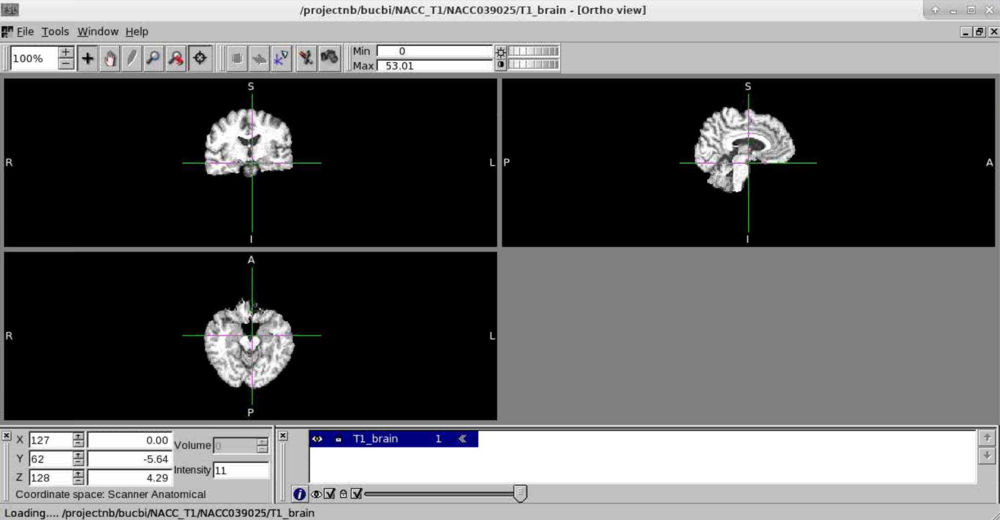 FSL
/projectnb/bucbi/NACC_T1/NACC039025/T1_brain - [Ortho view]
File Tools Window Help
100%
Min 0
Max 53.01
S
R
L
I
S
P
A
I
A
R
L
P
X 127 0.00
Y 62 -5.64
Z 128 4.29
Volume 0
Intensity 11
Coordinate space: Scanner Anatomical
T1_brain 1
Loading.... /projectnb/bucbi/NACC_T1/NACC039025/T1_brain